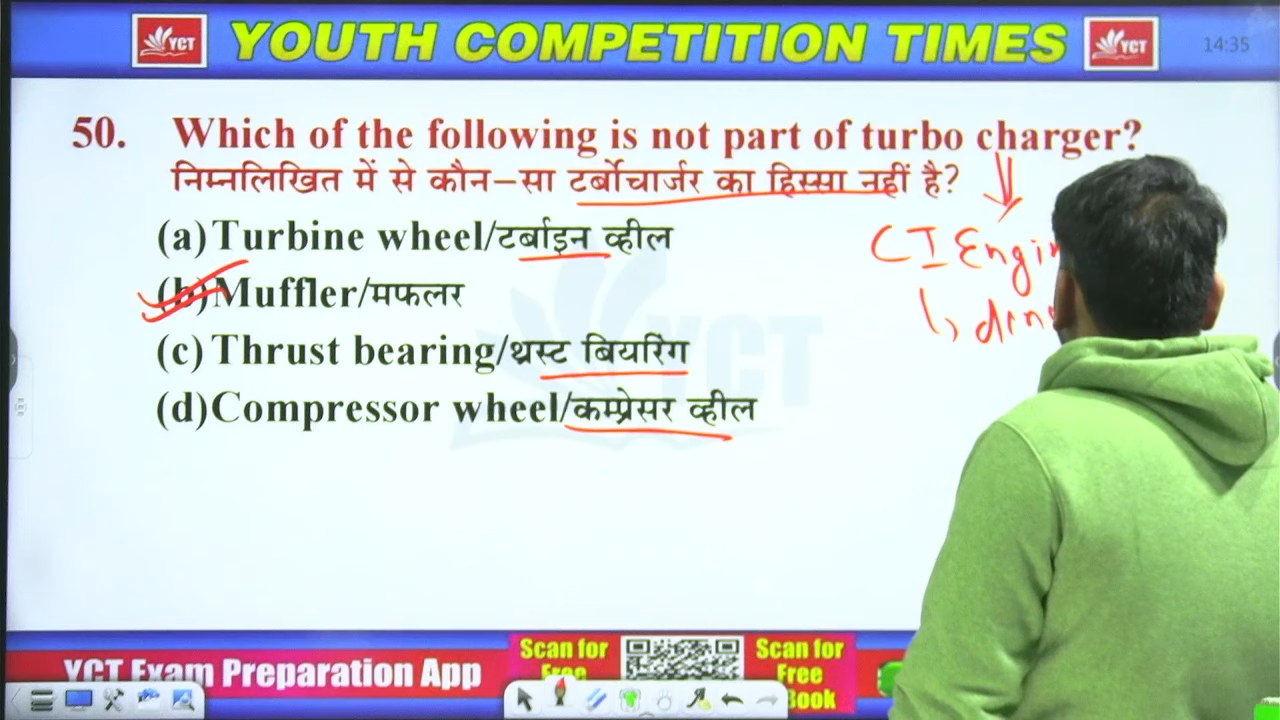 YCT
YOUTH COMPETITION TIMES
YCT
14:35
50. Which of the following is not part of turbo charger?
निम्नलिखित में से कौन–सा टर्बोचार्जर का हिस्सा नहीं है?
(a) Turbine wheel/टर्बाइन व्हील
(b) Muffler/मफलर
(c) Thrust bearing/थ्रस्ट बियरिंग
(d) Compressor wheel/कम्प्रेसर व्हील
CI
YCT
YCT Exam Preparation App
Scan for
Free
Scan for
Free
Book